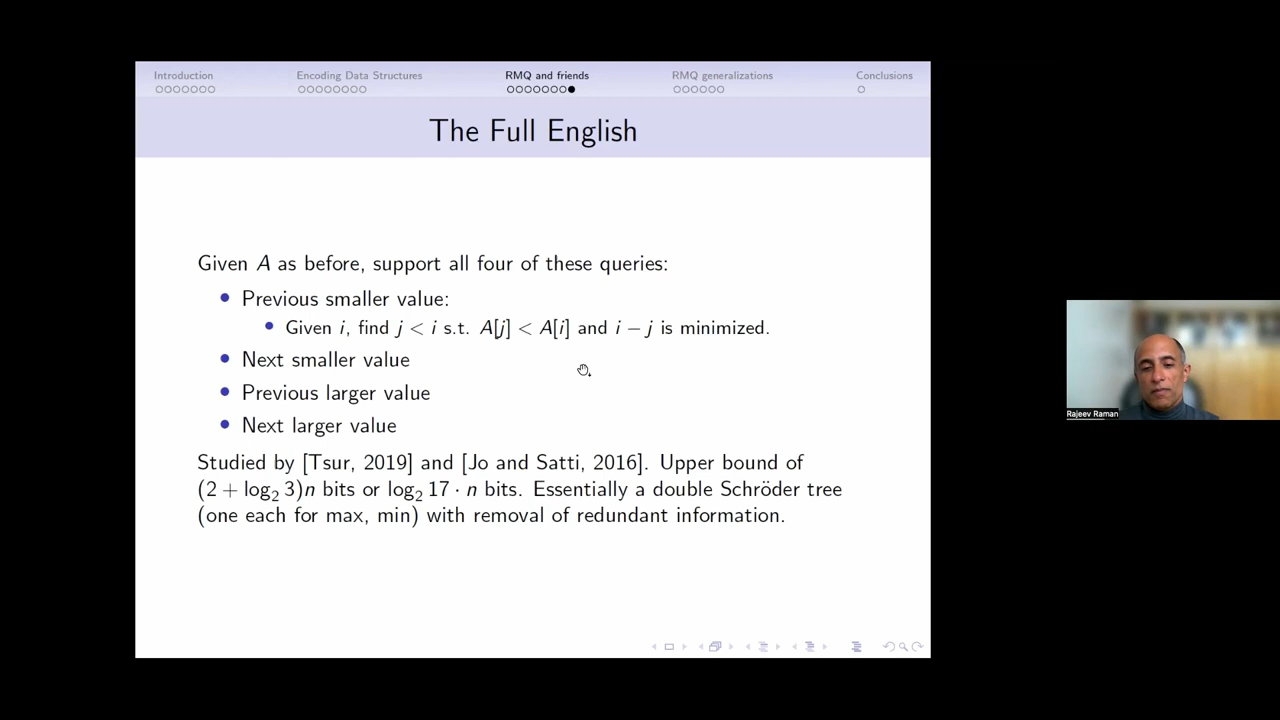 Introduction Encoding Data Structures RMQ and friends RMQ generalizations Conclusions
The Full English
Given A as before, support all four of these queries:
• Previous smaller value:
• Given i, find j < i s.t. A[j] < A[i] and i − j is minimized.
• Next smaller value
• Previous larger value
• Next larger value
Studied by [Tsur, 2019] and [Jo and Satti, 2016]. Upper bound of
(2 + log₂ 3)n bits or log₂ 17 · n bits. Essentially a double Schröder tree
(one each for max, min) with removal of redundant information.
Rajeev Raman